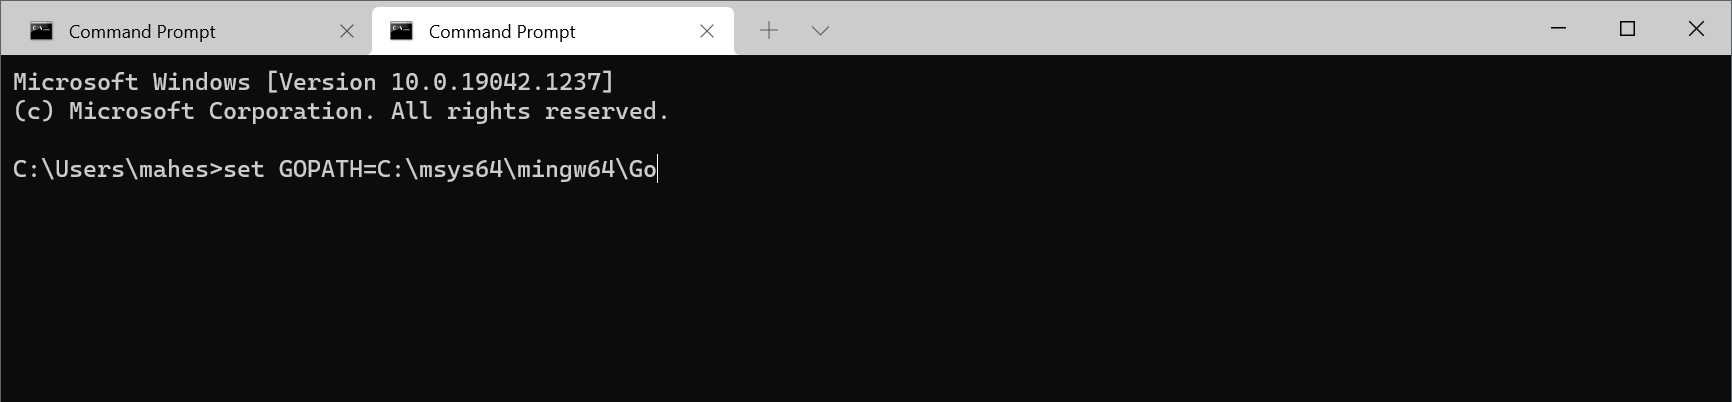 Command Prompt
Command Prompt
Microsoft Windows [Version 10.0.19042.1237]
(c) Microsoft Corporation. All rights reserved.
C:\Users\mahes>set GOPATH=C:\msys64\mingw64\Go